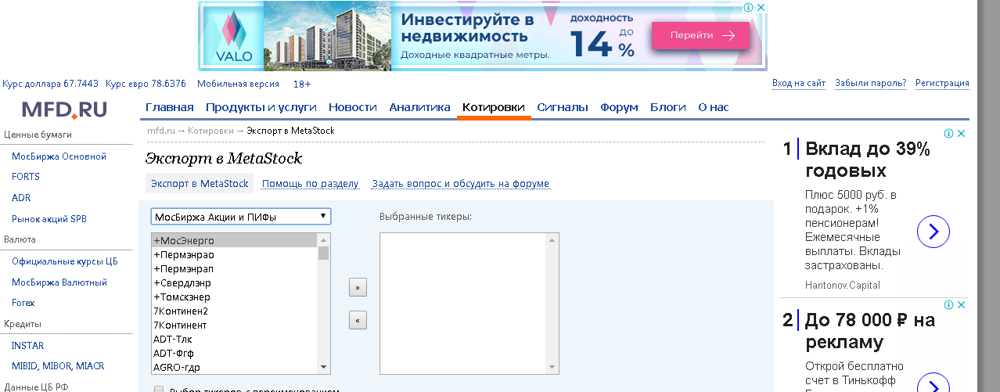 VALO
Инвестируйте в
недвижимость
Доходные квадратные метры.
доходность
до
14 %
Перейти
Курс доллара 67.7443 Курс евро 78.6376 Мобильная версия 18+
Вход на сайт Забыли пароль? Регистрация
MFD.RU
Главная Продукты и услуги Новости Аналитика Котировки Сигналы Форум Блоги О нас
Ценные бумаги
МосБиржа Основной
FORTS
ADR
Рынок акций SPB
Валюта
Официальные курсы ЦБ
МосБиржа Валютный
Forex
Кредиты
INSTAR
MIBID, MIBOR, MIACR
Данные ЦБ РФ
mfd.ru → Котировки → Экспорт в MetaStock
Экспорт в MetaStock
Экспорт в MetaStock Помощь по разделу Задать вопрос и обсудить на форуме
МосБиржа Акции и ПИФы
+МосЭнерго
+Пермэнрао
+Пермэнрап
+Свердлэнр
+Томскэнер
7Континен2
7Континент
ADT-Тлк
ADT-Фгф
AGRO-гдр
»
«
Выбранные тикеры:
Выбор тикеров с переименованием
1 Вклад до 39%
годовых
Плюс 5000 руб. в
подарок. +1%
пенсионерам!
Ежемесячные
выплаты. Вклады
застрахованы.
Haritonov.Capital
2 До 78 000 ₽ на
рекламу
Открой бесплатно
счет в Тинькофф